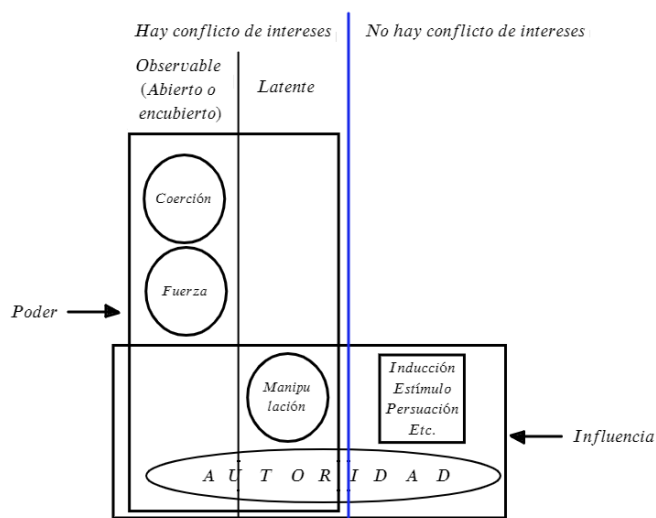 Hay conflicto de intereses
No hay conflicto de intereses
Observable
(Abierto o
encubierto)
Latente
Coerción
Fuerza
Poder
Manipu
lación
Inducción
Estímulo
Persuación
Etc.
Influencia
A U T O R I D A D